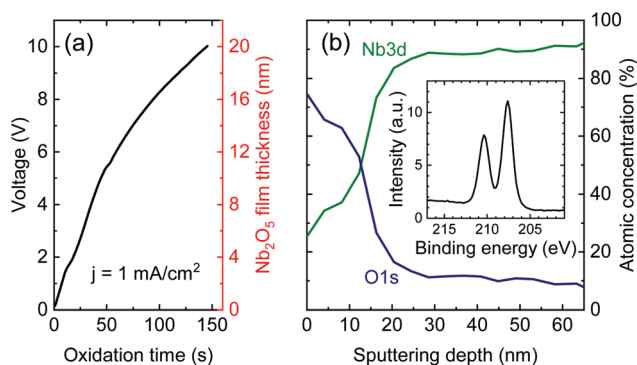 (a)
10
8
6
4
2
0
Voltage (V)
0 50 100 150
Oxidation time (s)
j = 1 mA/cm²
20
16
12
8
4
0
Nb₂O₅ film thickness (nm)
(b)
Nb3d
O1s
0 10 20 30 40 50 60
Sputtering depth (nm)
100
80
60
40
20
0
Atomic concentration (%)
10
5
0
Intensity (a.u.)
215 210 205
Binding energy (eV)